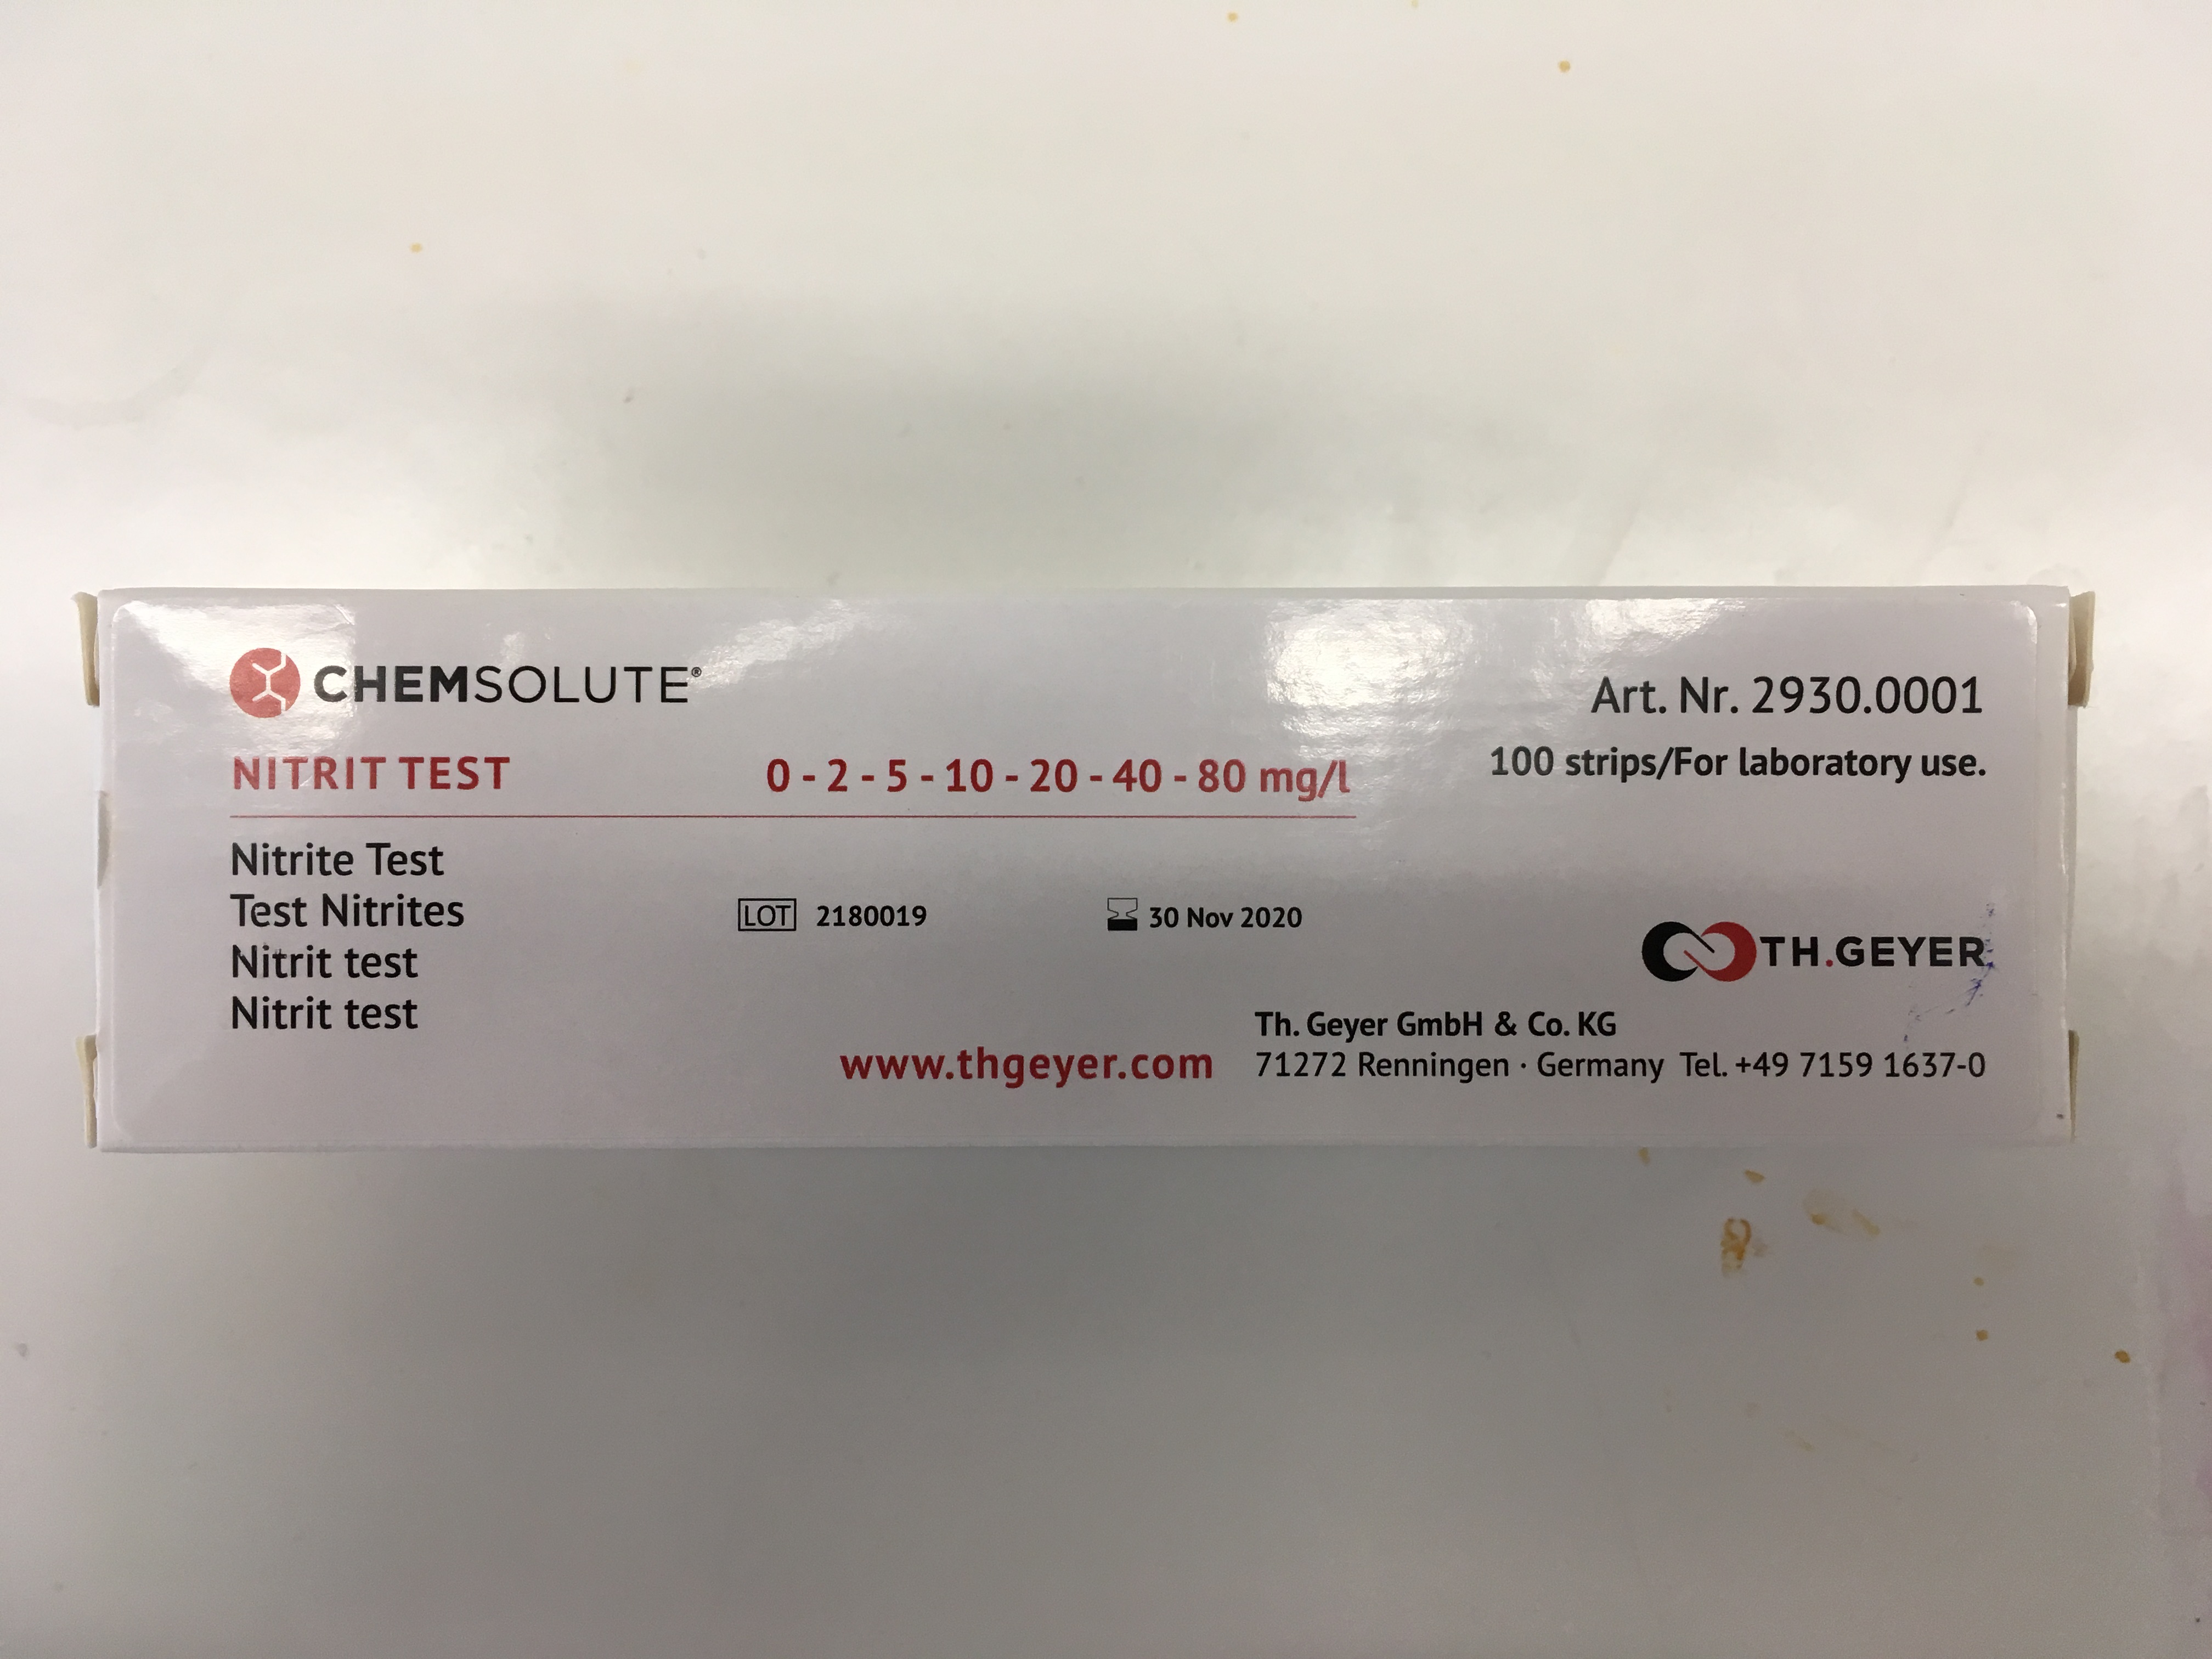 CHEMSOLUTE®
Art. Nr. 2930.0001
NITRIT TEST 0 - 2 - 5 - 10 - 20 - 40 - 80 mg/l
100 strips/For laboratory use.
Nitrite Test
Test Nitrites
Nitrit test
Nitrit test
LOT 2180019 30 Nov 2020
TH.GEYER
Th. Geyer GmbH & Co. KG
www.thgeyer.com 71272 Renningen · Germany Tel. +49 7159 1637-0